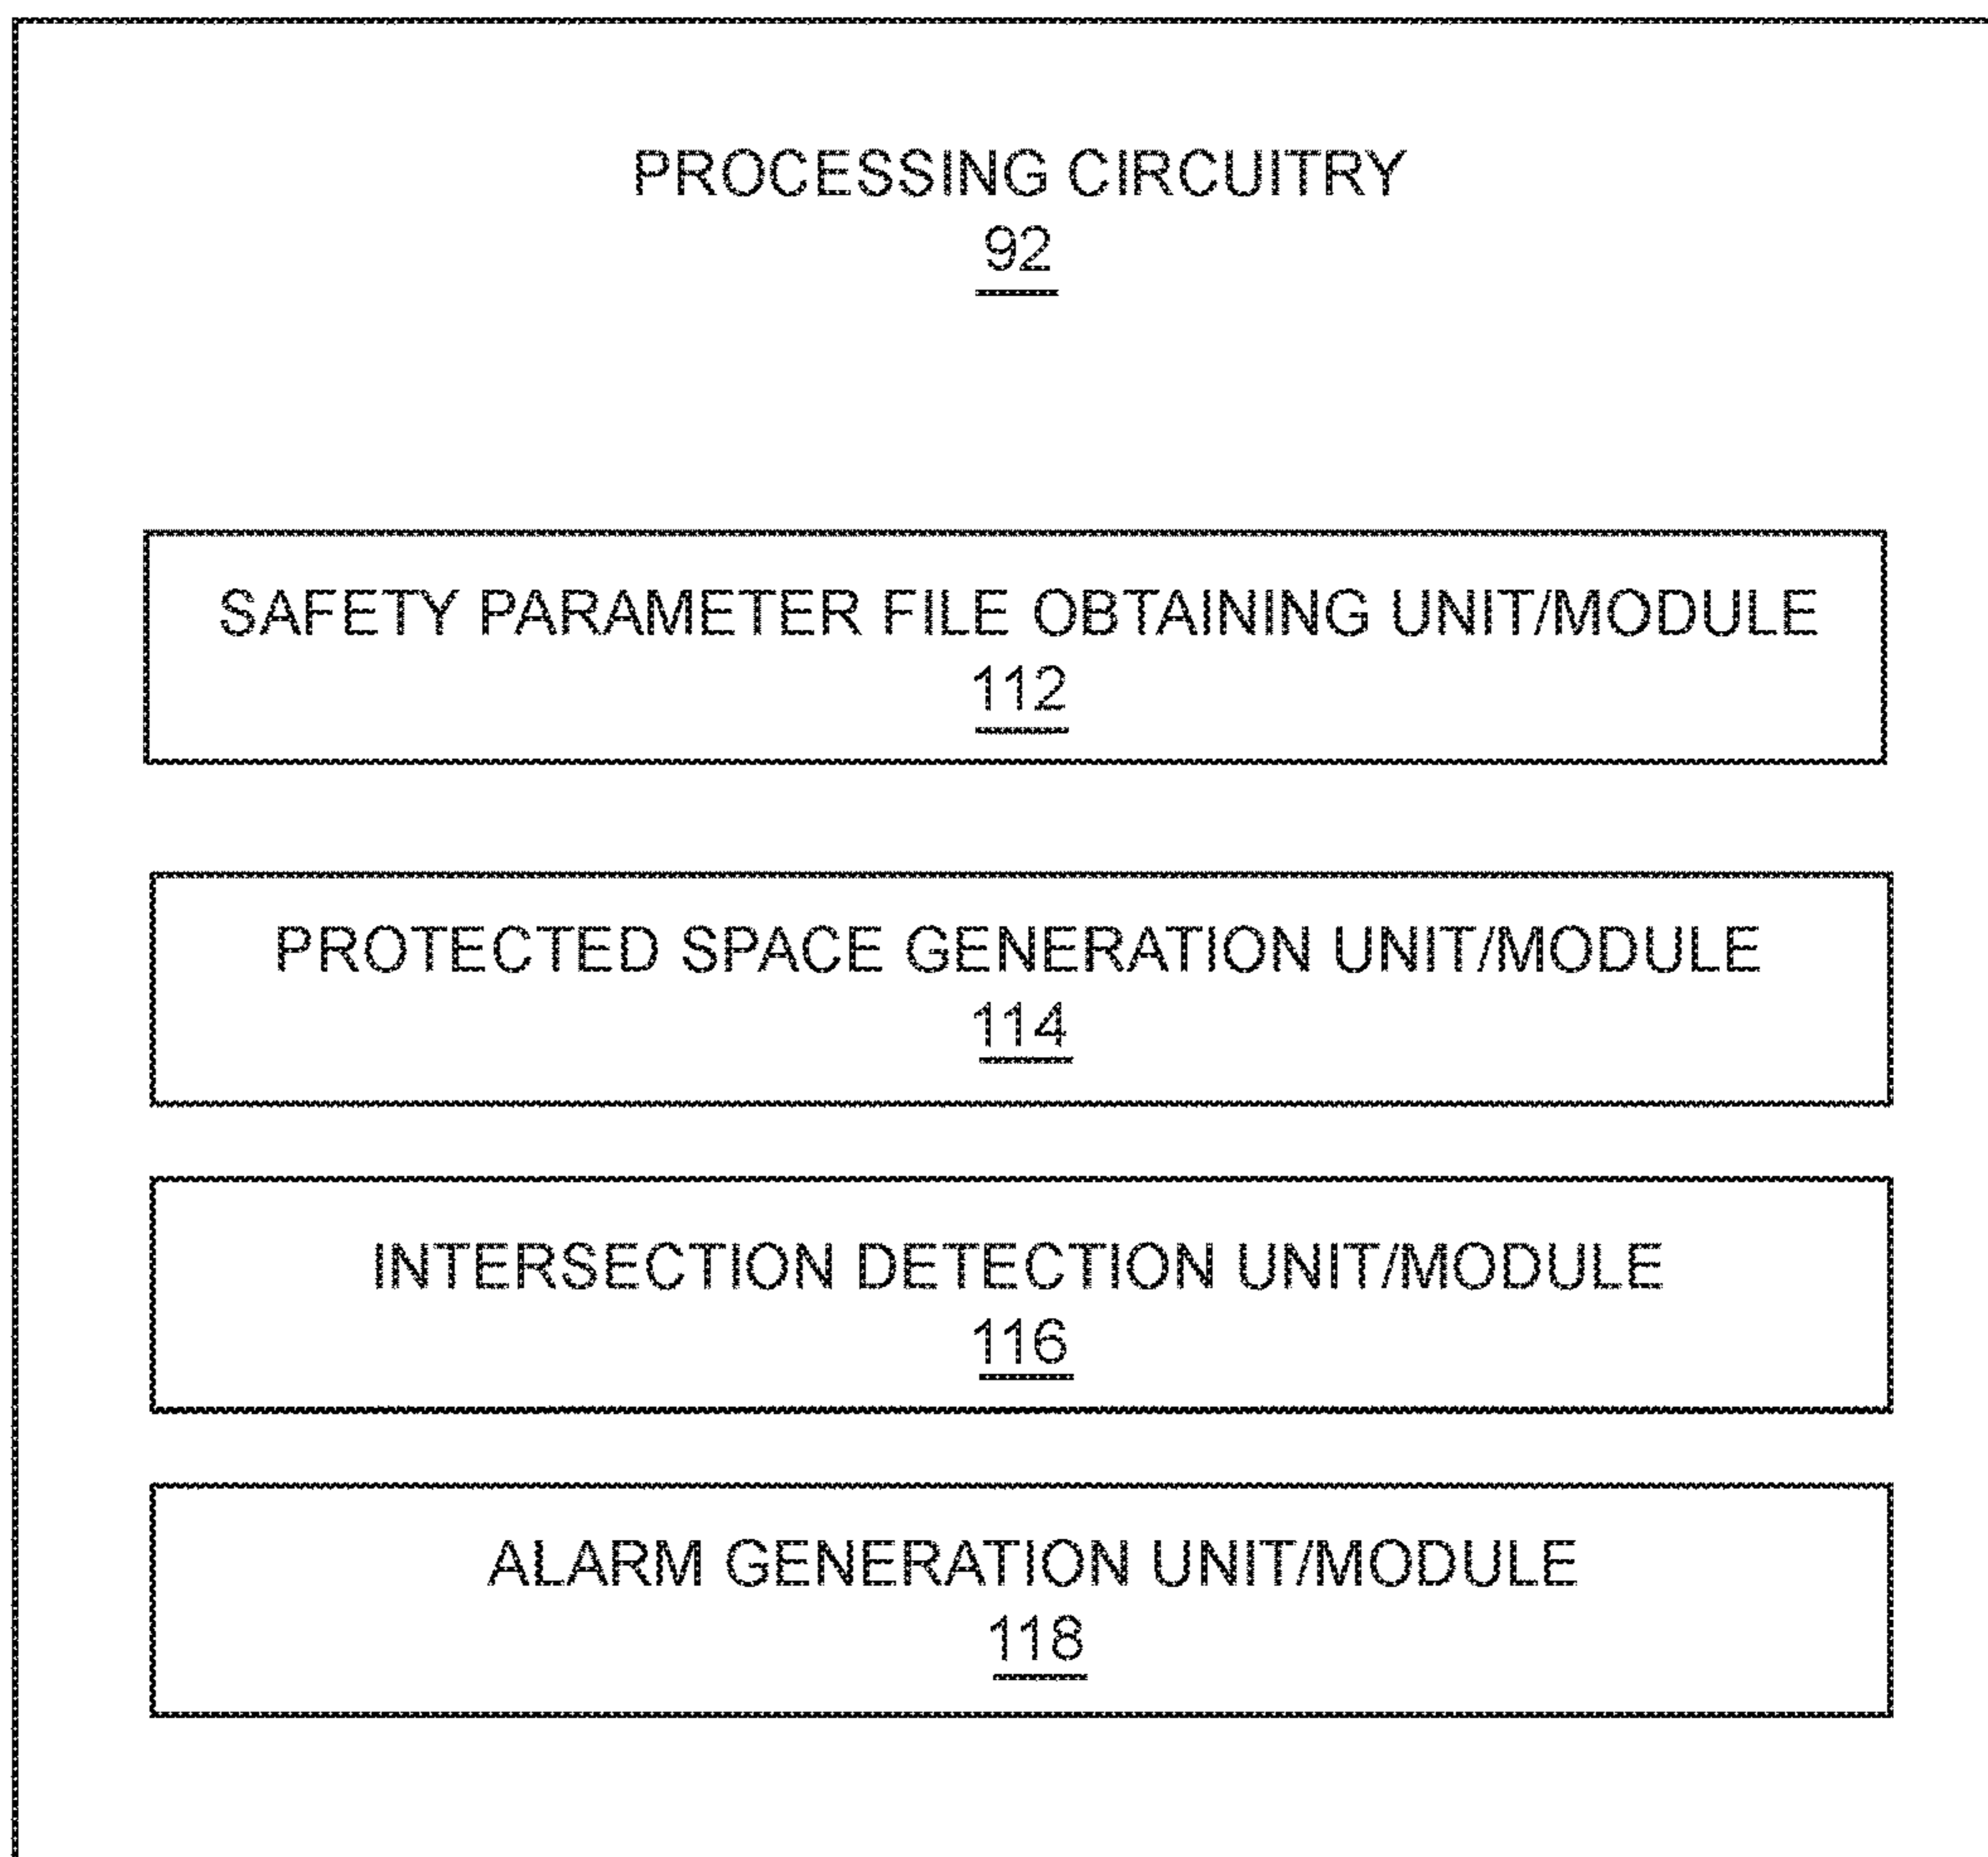 PROCESSING CIRCUITRY
92
SAFETY PARAMETER FILE OBTAINING UNIT/MODULE
112
PROTECTED SPACE GENERATION UNIT/MODULE
114
INTERSECTION DETECTION UNIT/MODULE
116
ALARM GENERATION UNIT/MODULE
118